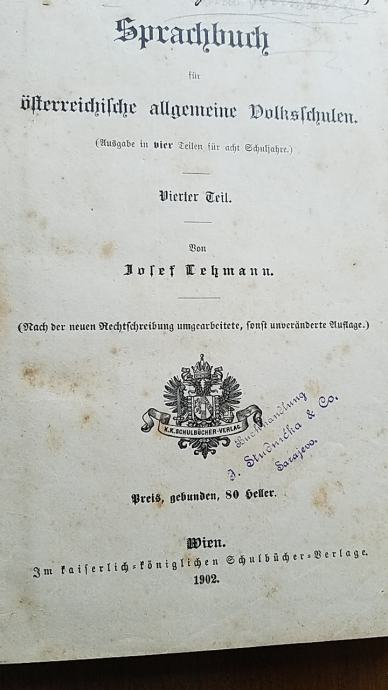 Sprachbuch
für
österreichische allgemeine Volksschulen.
(Ausgabe in vier Teilen für acht Schuljahre.)
Vierter Teil.
Von
Josef Lehmann.
(Nach der neuen Rechtschreibung umgearbeitete, sonst unveränderte Auflage.)
K.K. SCHULBÜCHER-VERLAG
Buchhandlung
J. Studnička & Co.
Sarajevo.
Preis, gebunden, 80 Heller.
Wien.
Im kaiserlich-königlichen Schulbücher-Verlage.
1902.